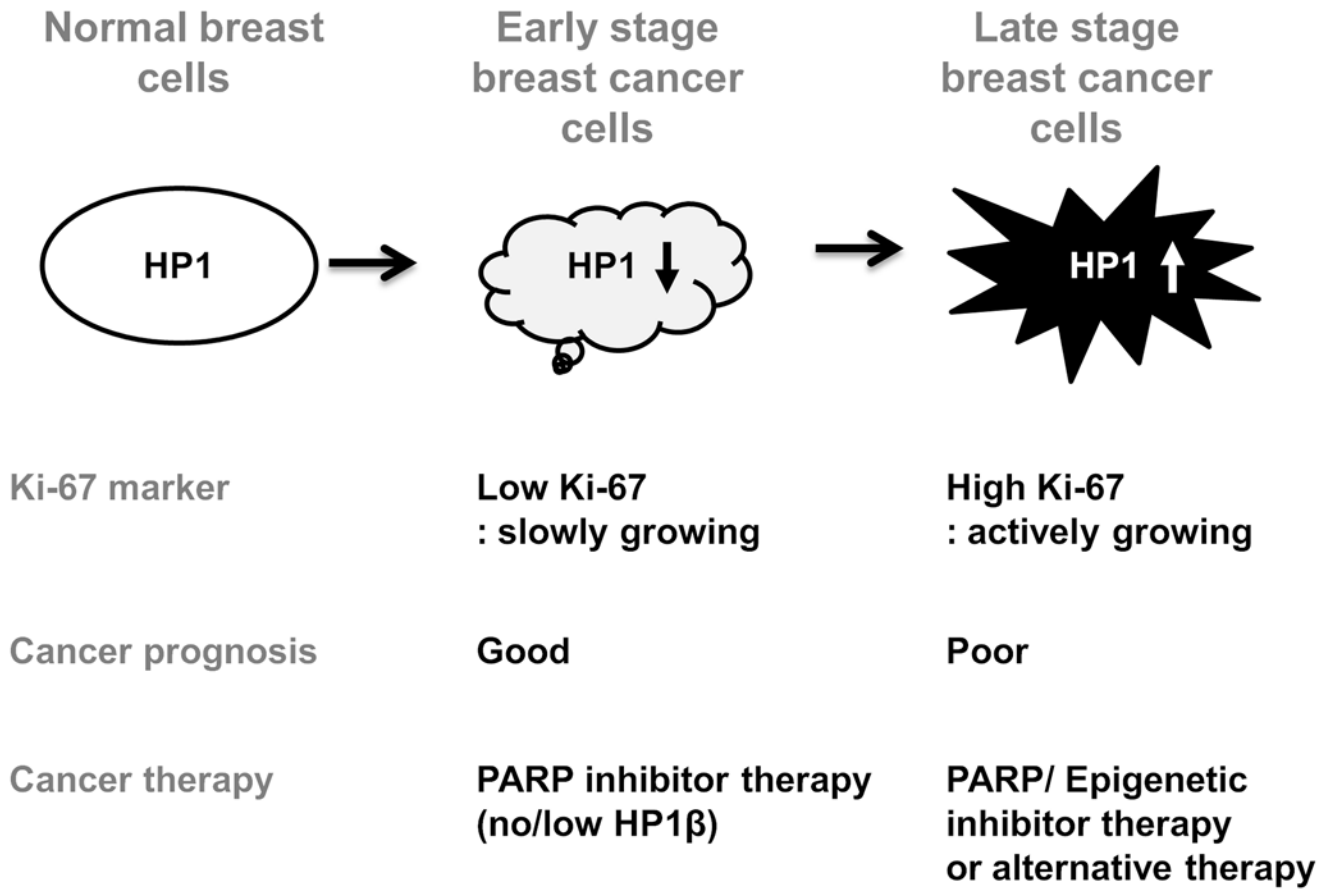 Normal breast
cells
Early stage
breast cancer
cells
Late stage
breast cancer
cells
HP1
HP1
HP1
Ki-67 marker
Low Ki-67
: slowly growing
High Ki-67
: actively growing
Cancer prognosis
Good
Poor
Cancer therapy
PARP inhibitor therapy
(no/low HP1β)
PARP/ Epigenetic
inhibitor therapy
or alternative therapy